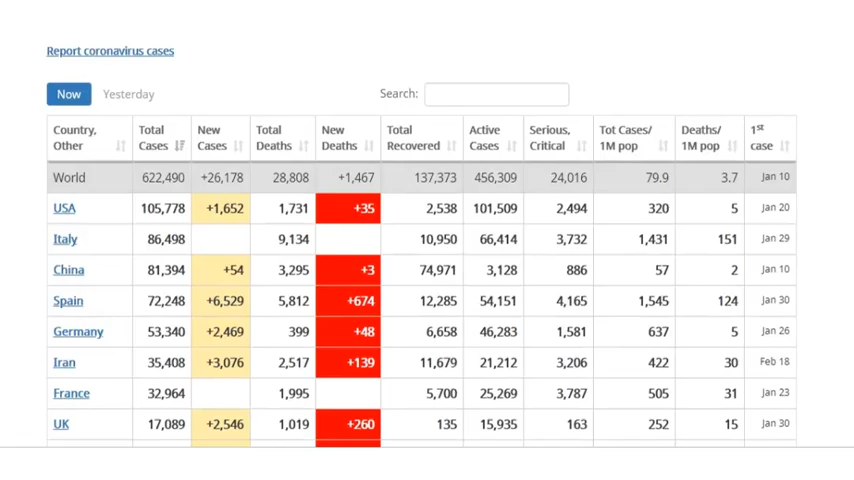 Report coronavirus cases
Now Yesterday Search:
Country, Other Total Cases New Cases Total Deaths New Deaths Total Recovered Active Cases Serious, Critical Tot Cases/ 1M pop Deaths/ 1M pop 1st case
World 622,490 +26,178 28,808 +1,467 137,373 456,309 24,016 79.9 3.7 Jan 10
USA 105,778 +1,652 1,731 +35 2,538 101,509 2,494 320 5 Jan 20
Italy 86,498 9,134 10,950 66,414 3,732 1,431 151 Jan 29
China 81,394 +54 3,295 +3 74,971 3,128 886 57 2 Jan 10
Spain 72,248 +6,529 5,812 +674 12,285 54,151 4,165 1,545 124 Jan 30
Germany 53,340 +2,469 399 +48 6,658 46,283 1,581 637 5 Jan 26
Iran 35,408 +3,076 2,517 +139 11,679 21,212 3,206 422 30 Feb 18
France 32,964 1,995 5,700 25,269 3,787 505 31 Jan 23
UK 17,089 +2,546 1,019 +260 135 15,935 163 252 15 Jan 30